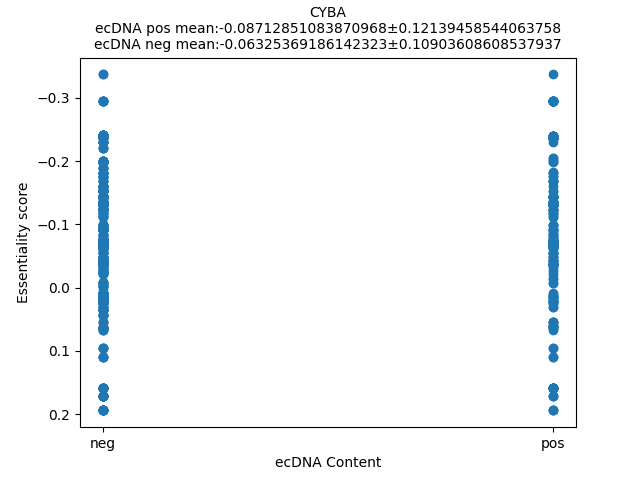 CYBA
ecDNA pos mean:-0.08712851083870968±0.12139458544063758
ecDNA neg mean:-0.06325369186142323±0.10903608608537937
−0.3
−0.2
−0.1
0.0
0.1
0.2
Essentiality score
neg
pos
ecDNA Content